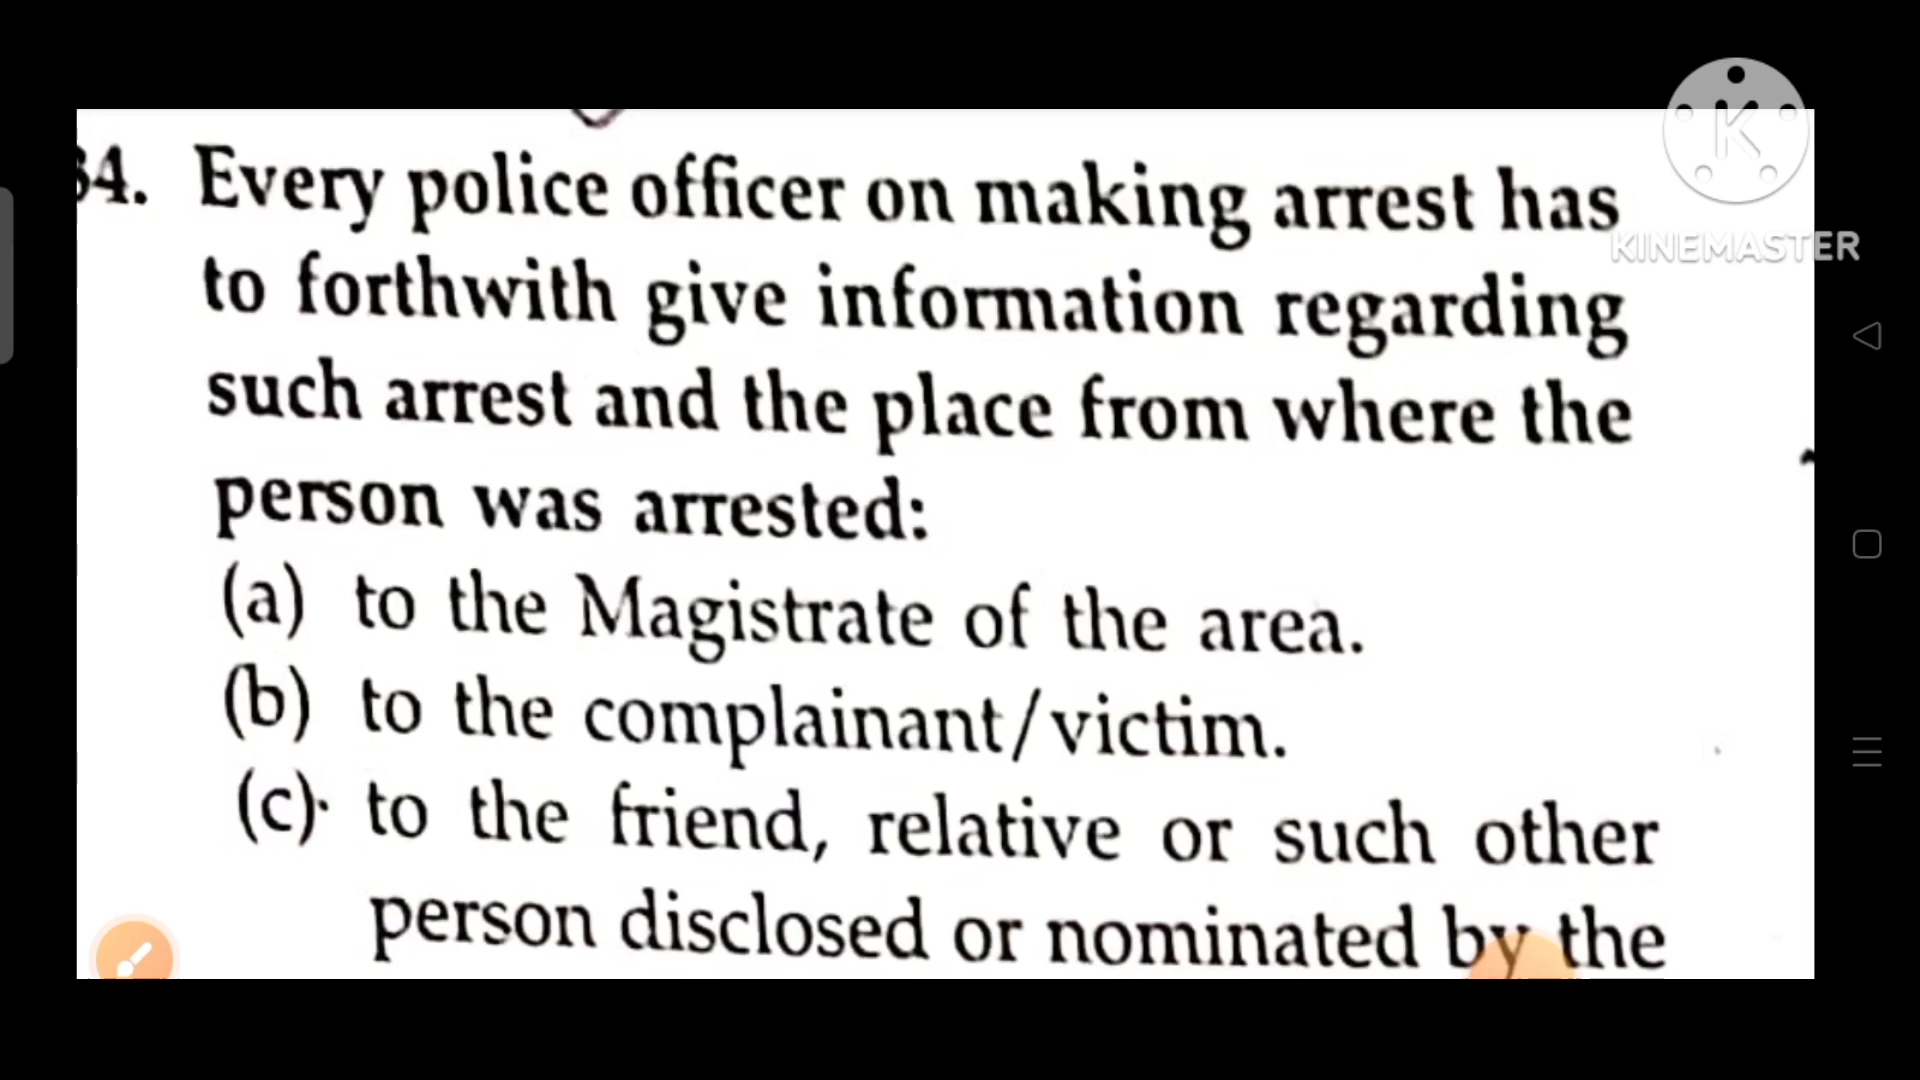 34. Every police officer on making arrest has
to forthwith give information regarding
such arrest and the place from where the
person was arrested:
(a) to the Magistrate of the area.
(b) to the complainant/victim.
(c) to the friend, relative or such other
person disclosed or nominated by the
K
KINEMASTER